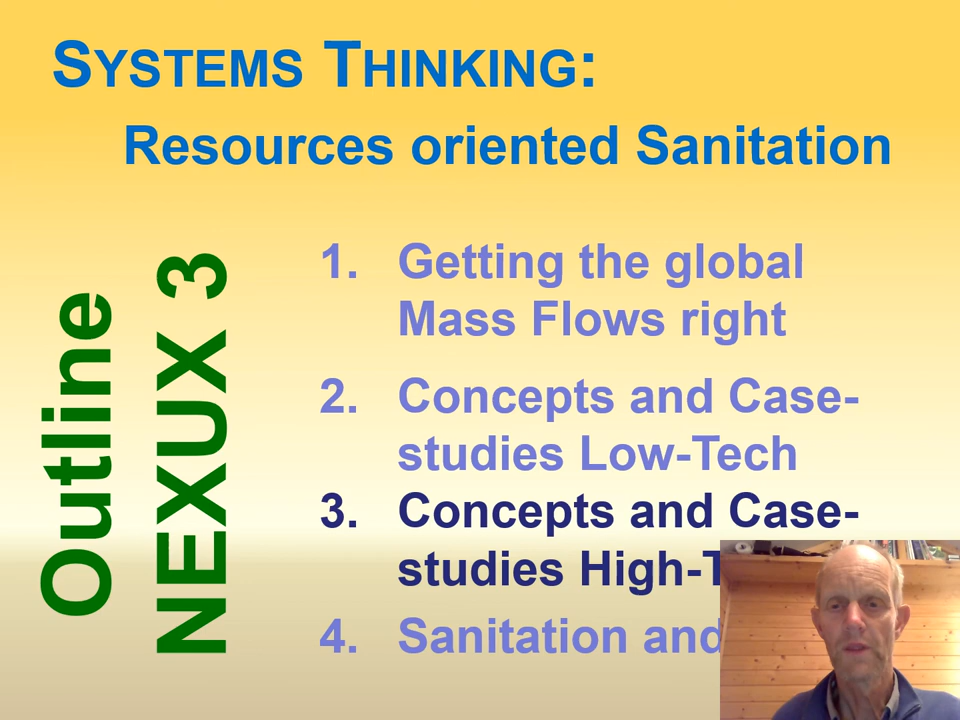 SYSTEMS THINKING:
Resources oriented Sanitation
Outline
NEXUX 3
1. Getting the global
Mass Flows right
2. Concepts and Case-
studies Low-Tech
3. Concepts and Case-
studies High-T
4. Sanitation and